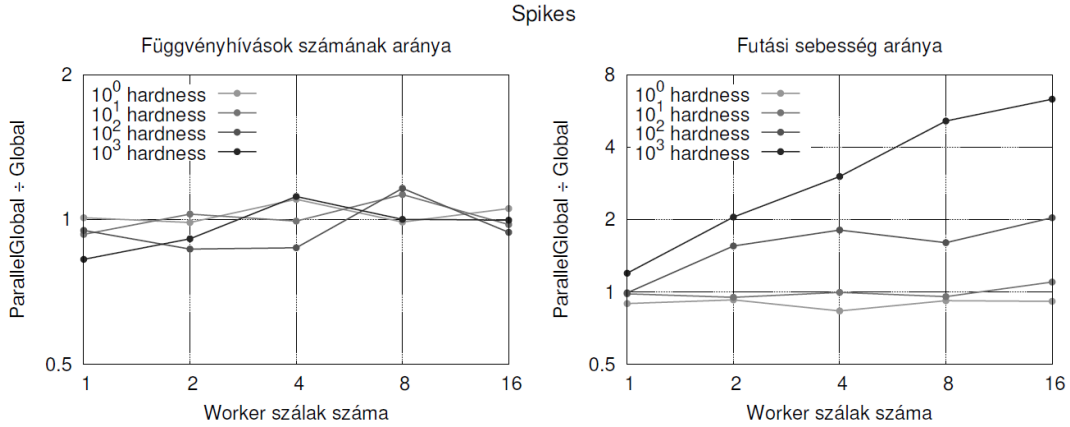 Spikes
Függvényhívások számának aránya
2
1
0.5
ParallelGlobal ÷ Global
10^0 hardness
10^1 hardness
10^2 hardness
10^3 hardness
1 2 4 8 16
Worker szálak száma
Futási sebesség aránya
8
4
2
1
0.5
ParallelGlobal ÷ Global
10^0 hardness
10^1 hardness
10^2 hardness
10^3 hardness
1 2 4 8 16
Worker szálak száma